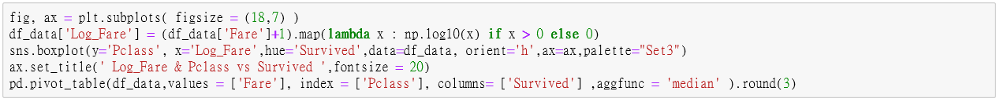 fig, ax = plt.subplots( figsize = (18,7) )
df_data['Log_Fare'] = (df_data['Fare']+1).map(lambda x : np.log10(x) if x > 0 else 0)
sns.boxplot(y='Pclass', x='Log_Fare',hue='Survived',data=df_data, orient='h',ax=ax,palette="Set3")
ax.set_title(' Log_Fare & Pclass vs Survived ',fontsize = 20)
pd.pivot_table(df_data,values = ['Fare'], index = ['Pclass'], columns= ['Survived'] ,aggfunc = 'median' ).round(3)